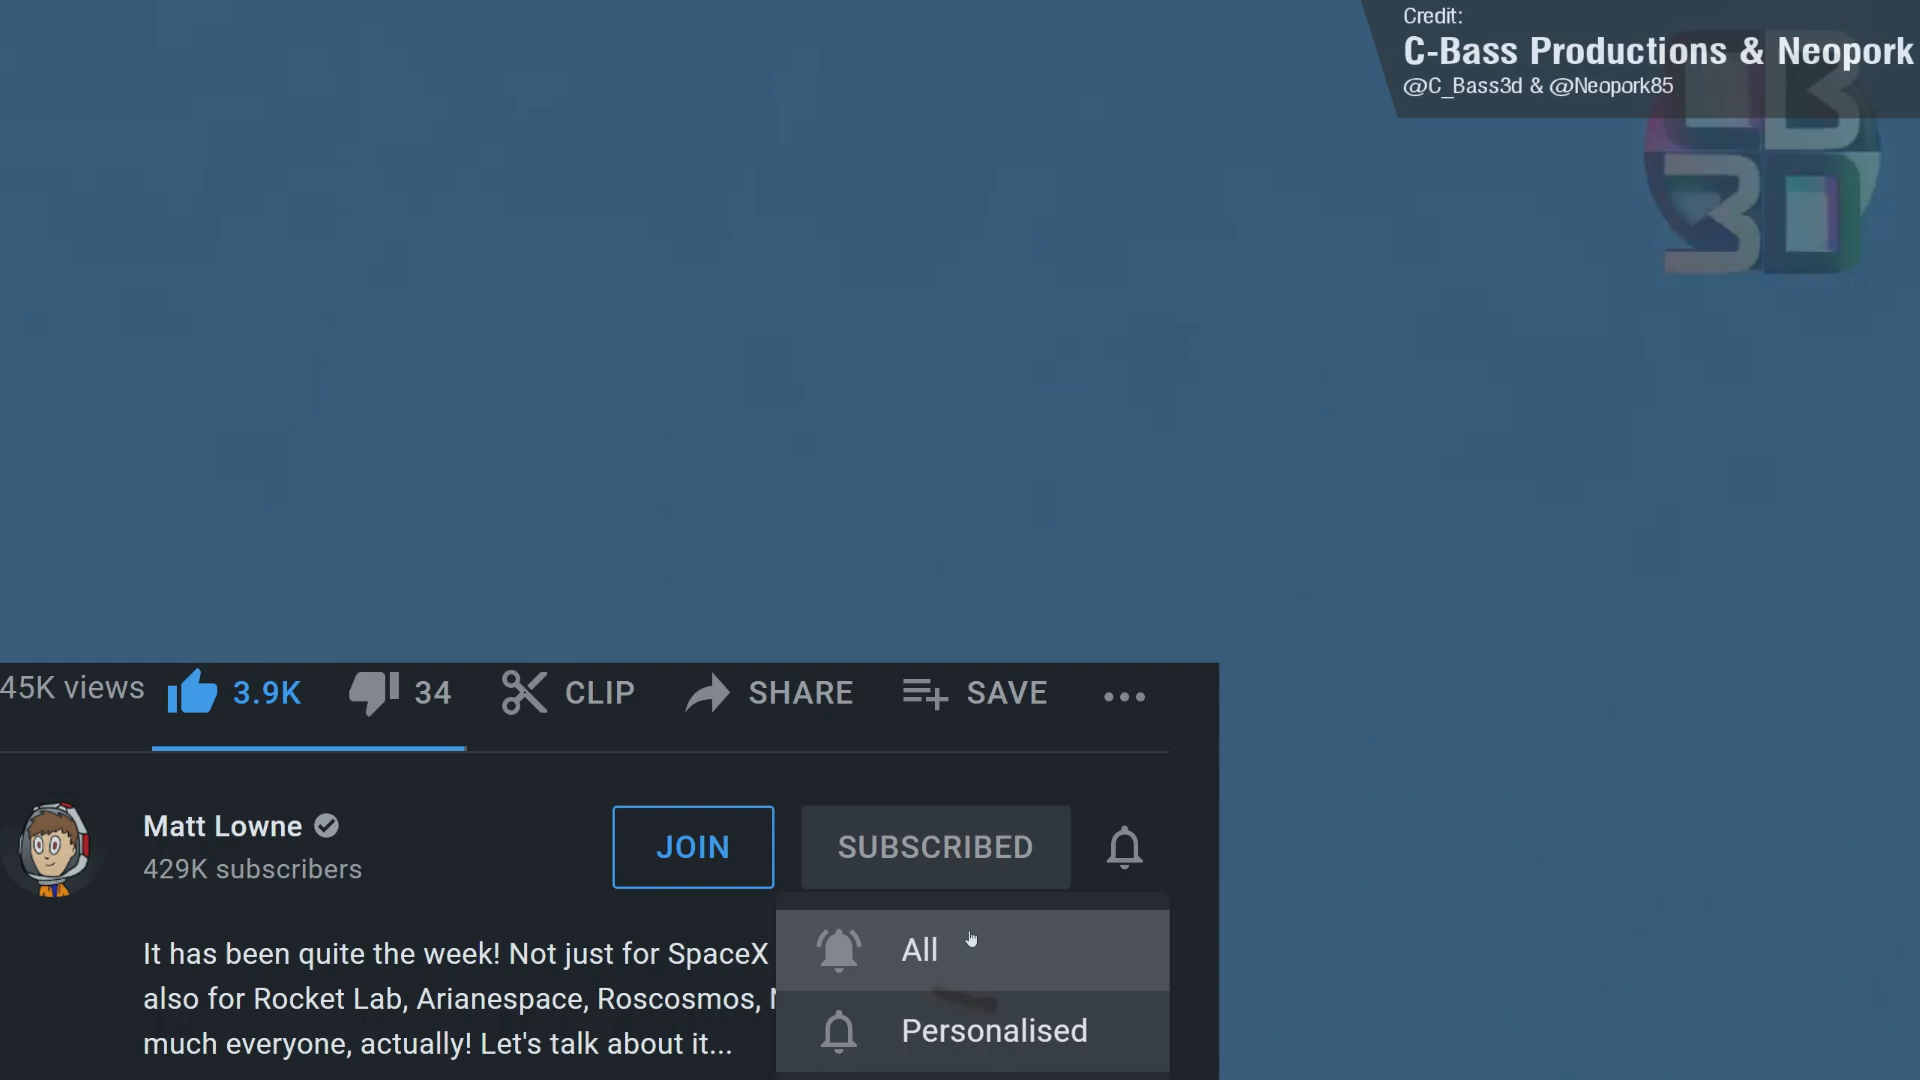 Credit:
C-Bass Productions & Neopork
@C_Bass3d & @Neopork85
CB
3D
45K views 3.9K 34 CLIP SHARE SAVE
Matt Lowne
429K subscribers
JOIN SUBSCRIBED
It has been quite the week! Not just for SpaceX
also for Rocket Lab, Arianespace, Roscosmos,
much everyone, actually! Let's talk about it...
All
Personalised